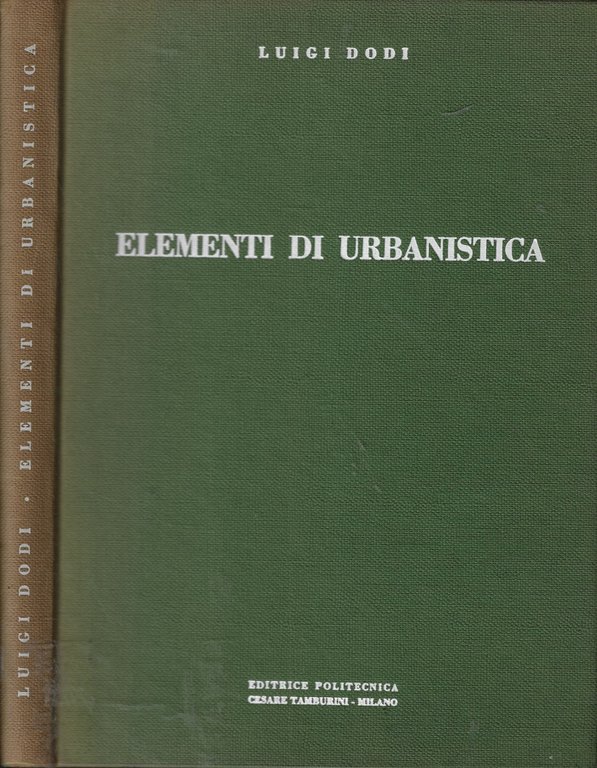 LUIGI DODI
ELEMENTI DI URBANISTICA
EDITRICE POLITECNICA
CESARE TAMBURINI - MILANO
LUIGI DODI • ELEMENTI DI URBANISTICA